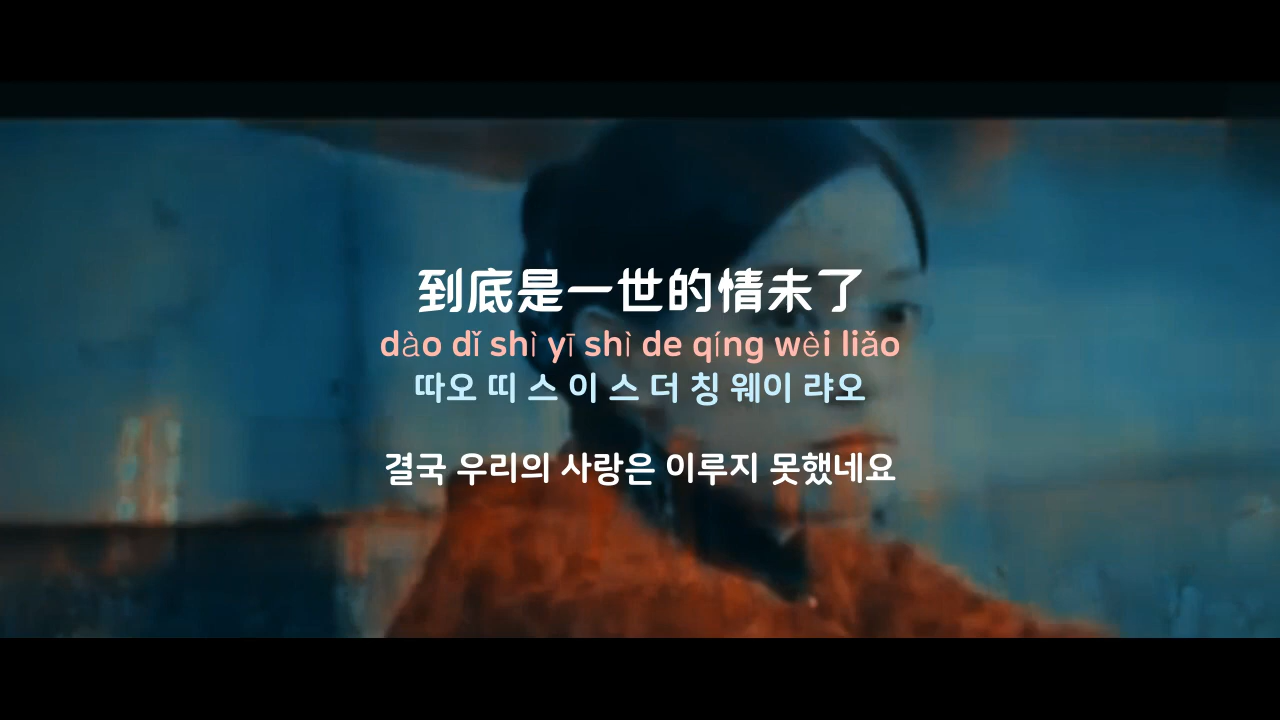 到底是一世的情未了
dào dǐ shì yī shì de qíng wèi liǎo
따오 띠 스 이 스 더 칭 웨이 랴오
결국 우리의 사랑은 이루지 못했네요